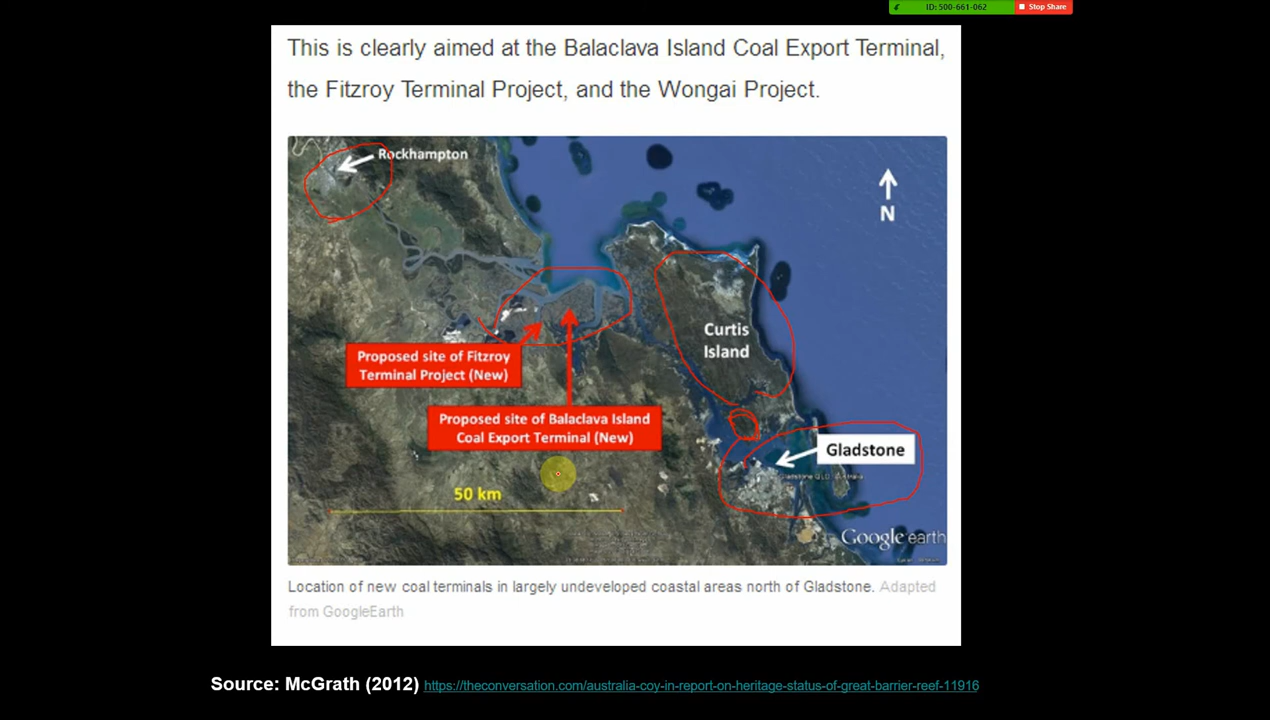 ID: 500-661-062
Stop Share
This is clearly aimed at the Balaclava Island Coal Export Terminal,
the Fitzroy Terminal Project, and the Wongai Project.
Rockhampton
N
Curtis
Island
Proposed site of Fitzroy
Terminal Project (New)
Proposed site of Balaclava Island
Coal Export Terminal (New)
Gladstone
Gladstone QLD, Australia
50 km
Google earth
Location of new coal terminals in largely undeveloped coastal areas north of Gladstone. Adapted
from GoogleEarth
Source: McGrath (2012) https://theconversation.com/australia-coy-in-report-on-heritage-status-of-great-barrier-reef-11916